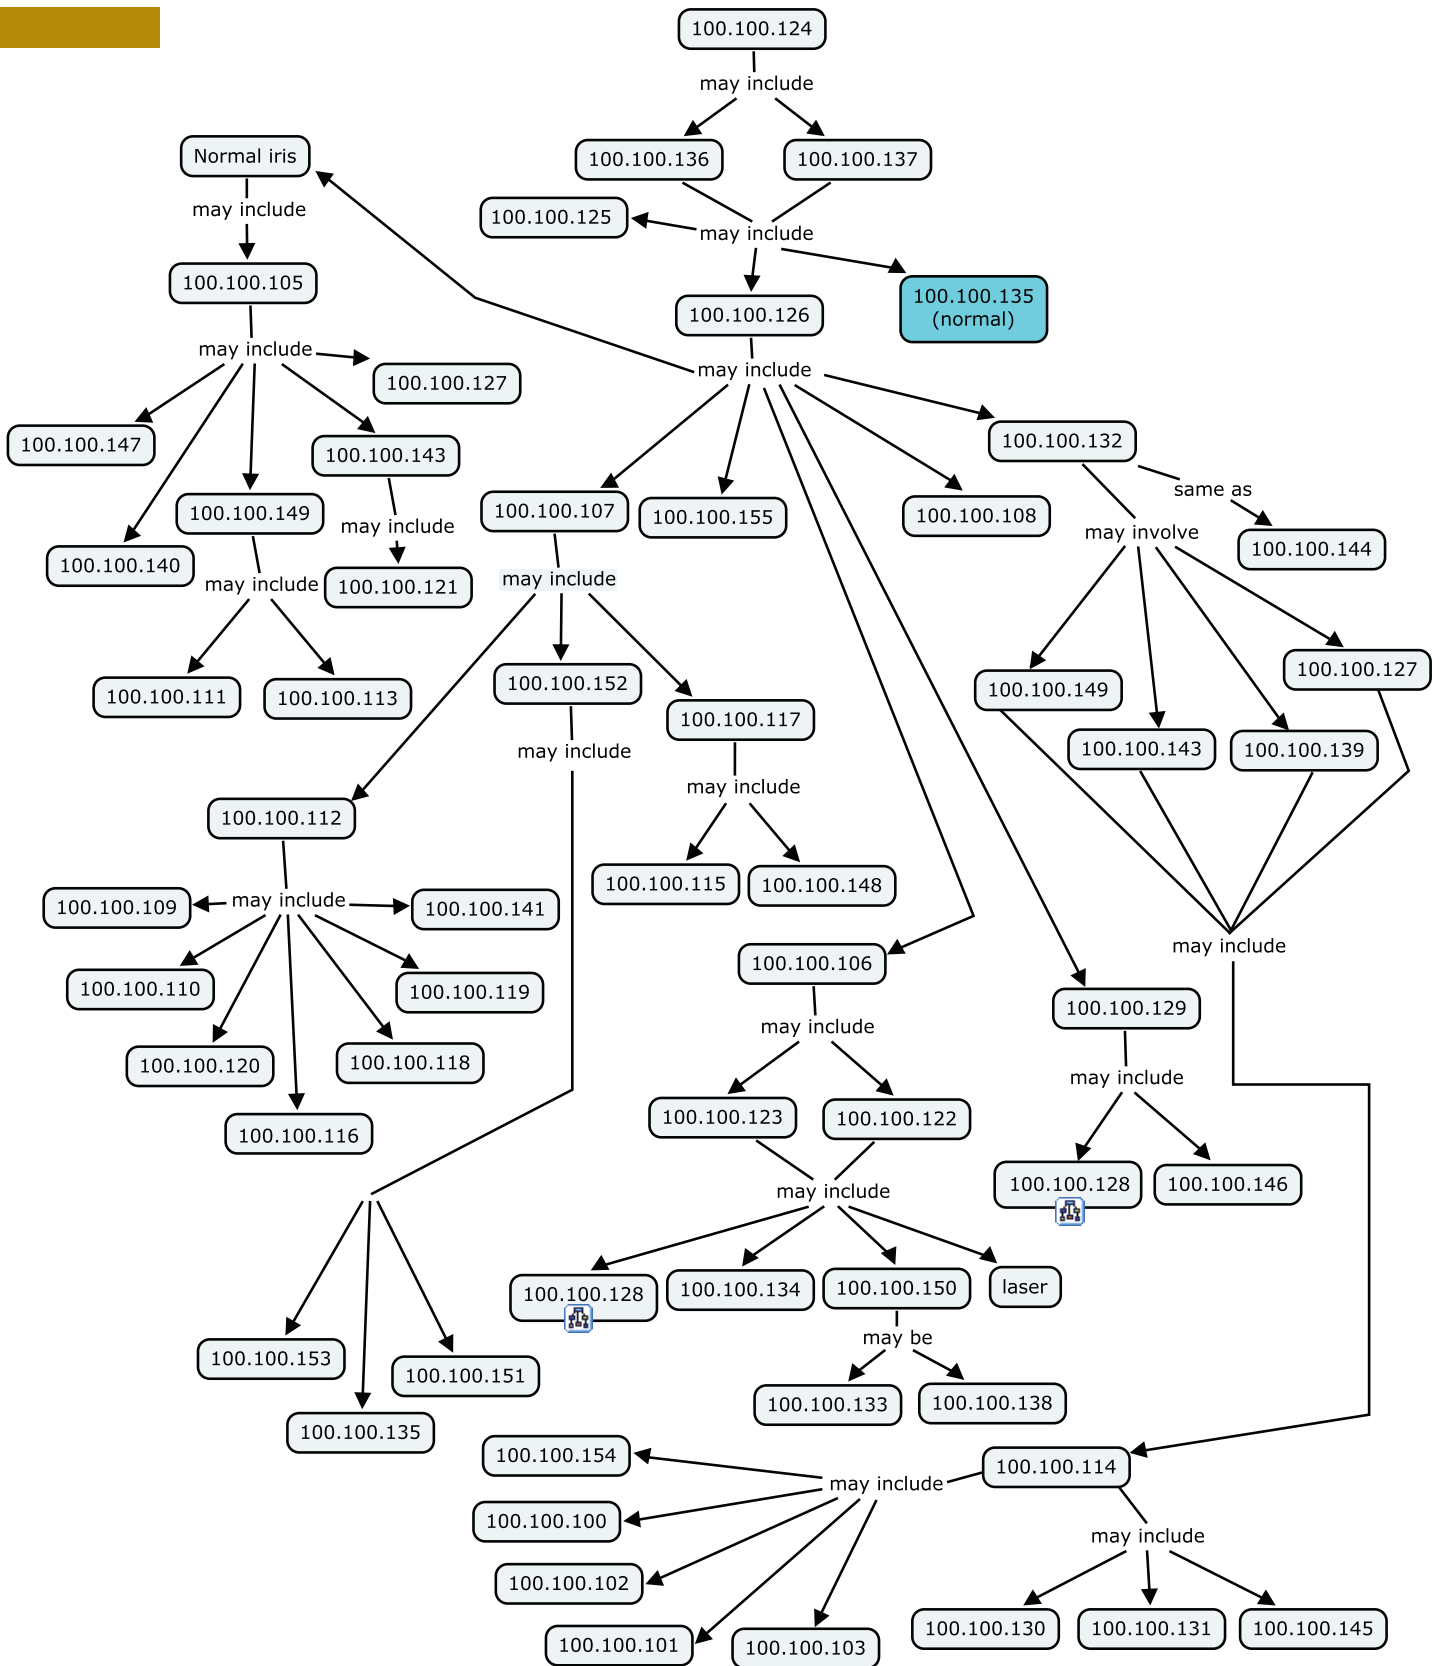 100.100.124
may include
100.100.136
100.100.137
Normal iris
may include
100.100.125
may include
100.100.105
100.100.126
100.100.135
(normal)
may include
100.100.127
may include
100.100.147
100.100.143
100.100.132
100.100.149
may include
100.100.107
100.100.155
100.100.108
same as
may involve
100.100.144
100.100.140
may include
100.100.121
may include
100.100.111
100.100.113
100.100.152
100.100.117
100.100.149
100.100.127
may include
100.100.143
100.100.139
may include
100.100.112
100.100.115
100.100.148
100.100.109
may include
100.100.141
may include
100.100.110
100.100.119
100.100.106
100.100.129
100.100.120
100.100.118
may include
may include
100.100.116
100.100.123
100.100.122
may include
100.100.128
100.100.146
100.100.128
100.100.134
100.100.150
laser
may be
100.100.153
100.100.151
100.100.133
100.100.138
100.100.135
100.100.154
may include
100.100.114
100.100.100
may include
100.100.102
100.100.130
100.100.131
100.100.145
100.100.101
100.100.103